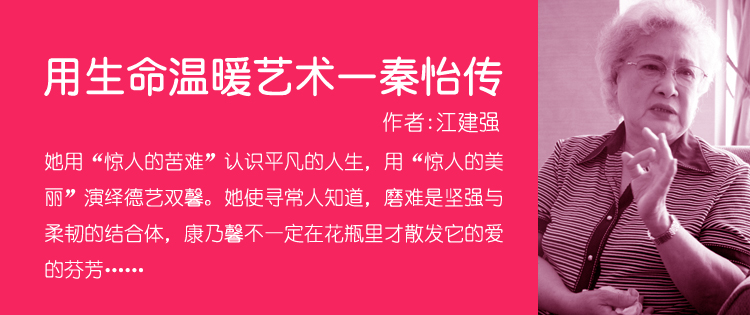 用生命温暖艺术—秦怡传
作者:江建强
她用“惊人的苦难”认识平凡的人生，用“惊人的美
丽”演绎德艺双馨。她使寻常人知道，磨难是坚强与
柔韧的结合体，康乃馨不一定在花瓶里才散发它的爱
的芬芳……